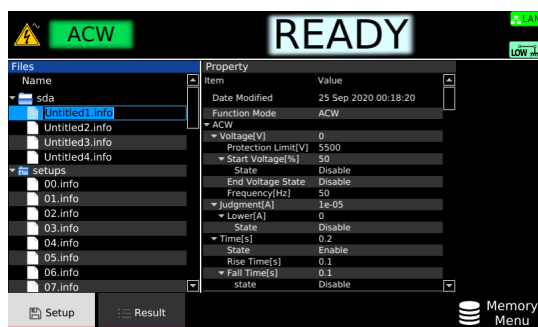 ACW
READY
LAN
LOW
Files
Name
sda
Untitled1.info
Untitled2.info
Untitled3.info
Untitled4.info
setups
00.info
01.info
02.info
03.info
04.info
05.info
06.info
07.info
Property
Item Value
Date Modified 25 Sep 2020 00:18:20
Function Mode ACW
ACW
Voltage[V] 0
Protection Limit[V] 5500
Start Voltage[%] 50
State Disable
End Voltage State Disable
Frequency[Hz] 50
Judgment[A] 1e-05
Lower[A] 0
State Disable
Time[s] 0.2
State Enable
Rise Time[s] 0.1
Fall Time[s] 0.1
state Disable
Setup
Result
Memory
Menu